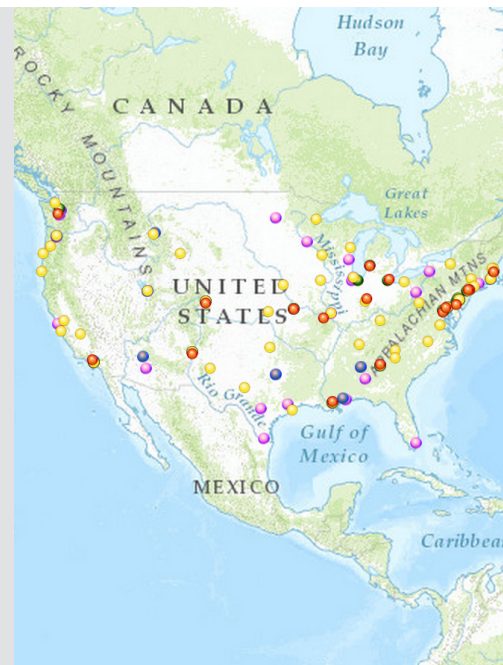 Hudson
Bay
CANADA
ROCKY MOUNTAINS
Great
Lakes
Mississippi
UNITED
STATES
APPALACHIAN MTNS
Rio Grande
Gulf of
Mexico
MEXICO
Caribbea